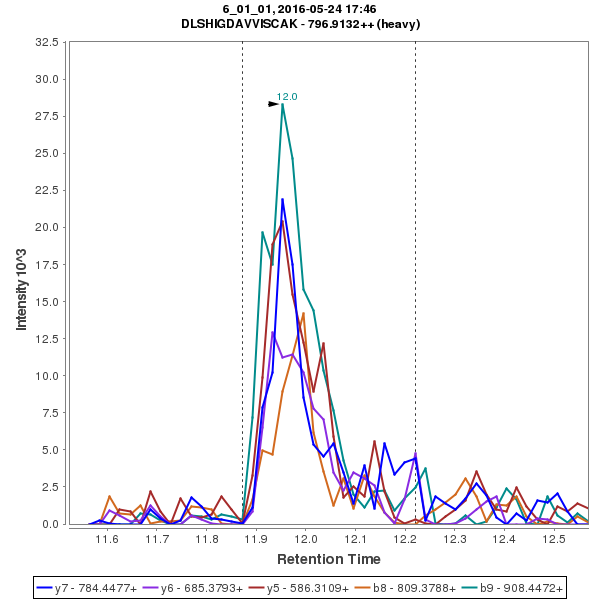 6_01_01, 2016-05-24 17:46
DLSHIGDAVVISCAK - 796.9132++ (heavy)
Intensity 10^3
32.5
30.0
27.5
25.0
22.5
20.0
17.5
15.0
12.5
10.0
7.5
5.0
2.5
0.0
12.0
11.6 11.7 11.8 11.9 12.0 12.1 12.2 12.3 12.4 12.5
Retention Time
y7 - 784.4477+ y6 - 685.3793+ y5 - 586.3109+ b8 - 809.3788+ b9 - 908.4472+